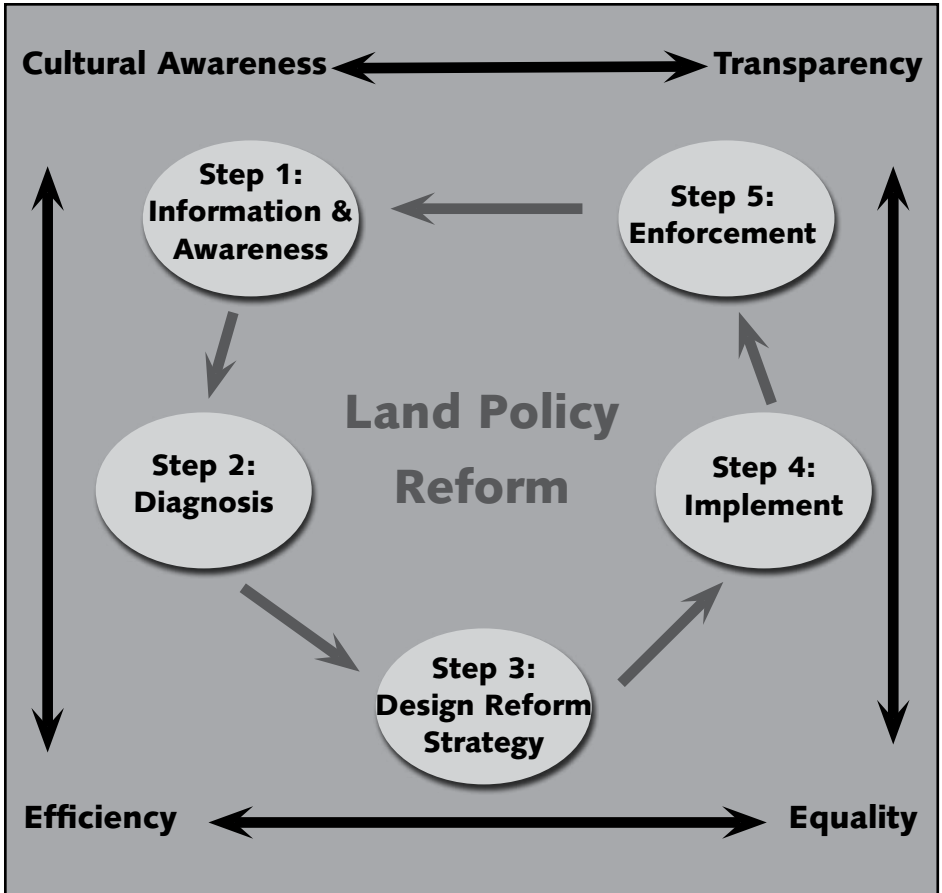 Cultural Awareness
Transparency
Step 1:
Information &
Awareness
Step 5:
Enforcement
Land Policy
Reform
Step 2:
Diagnosis
Step 4:
Implement
Step 3:
Design Reform
Strategy
Efficiency
Equality